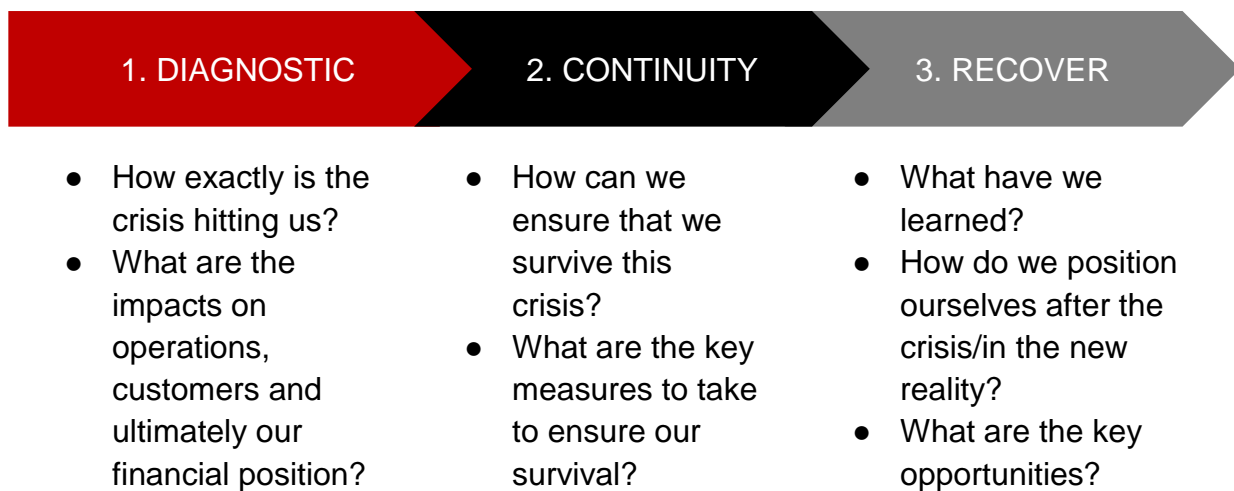 1. DIAGNOSTIC
2. CONTINUITY
3. RECOVER
● How exactly is the
crisis hitting us?
● What are the
impacts on
operations,
customers and
ultimately our
financial position?
● How can we
ensure that we
survive this
crisis?
● What are the key
measures to take
to ensure our
survival?
● What have we
learned?
● How do we position
ourselves after the
crisis/in the new
reality?
● What are the key
opportunities?